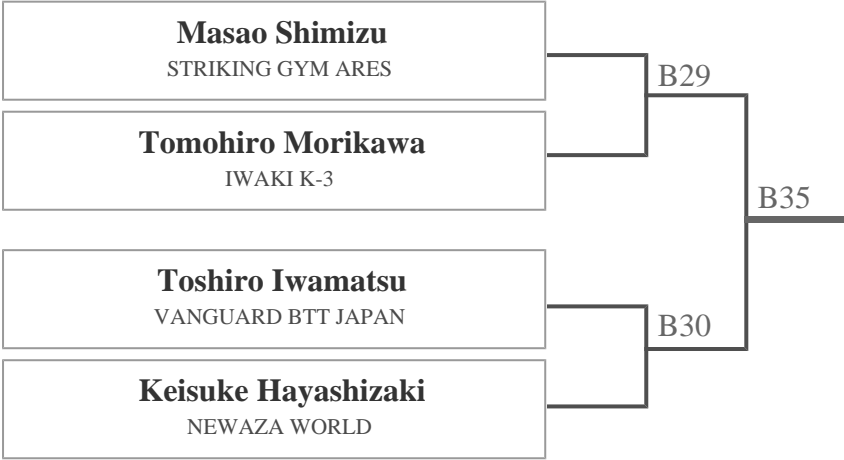 Masao Shimizu
STRIKING GYM ARES
B29
Tomohiro Morikawa
IWAKI K-3
B35
Toshiro Iwamatsu
VANGUARD BTT JAPAN
B30
Keisuke Hayashizaki
NEWAZA WORLD